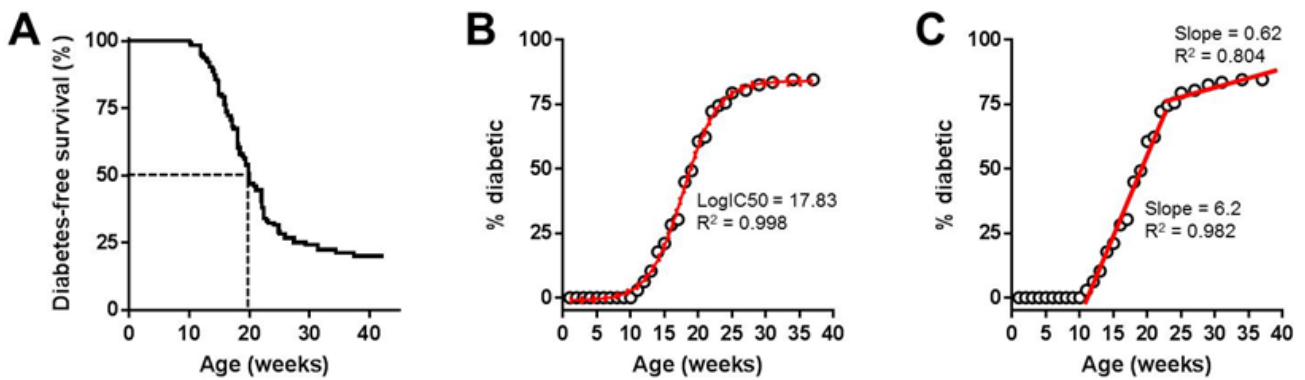 A
Diabetes-free survival (%)
100
75
50
25
0
0 10 20 30 40
Age (weeks)
B
% diabetic
100
75
50
25
0
LogIC50 = 17.83
R² = 0.998
0 5 10 15 20 25 30 35 40
Age (weeks)
C
% diabetic
100
75
50
25
0
Slope = 0.62
R² = 0.804
Slope = 6.2
R² = 0.982
0 5 10 15 20 25 30 35 40
Age (weeks)